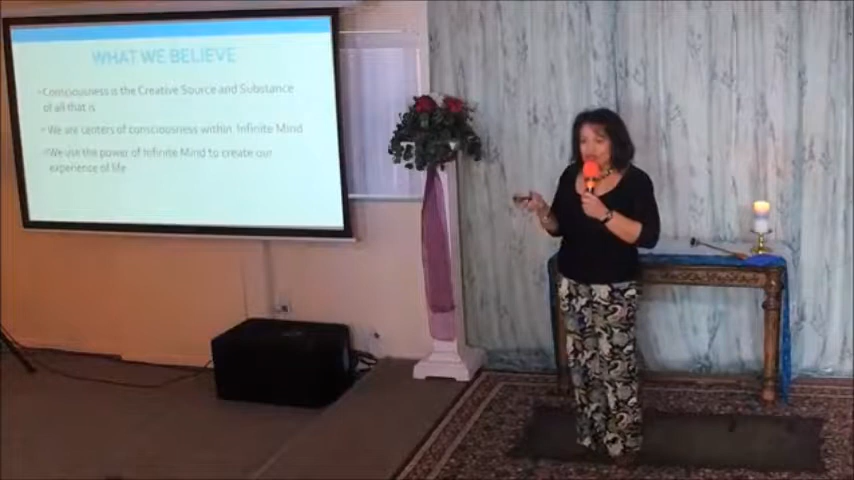 WHAT WE BELIEVE
• Consciousness is the Creative Source and Substance
of all that is
• We are centers of consciousness within Infinite Mind
• We use the power of Infinite Mind to create our
experience of life